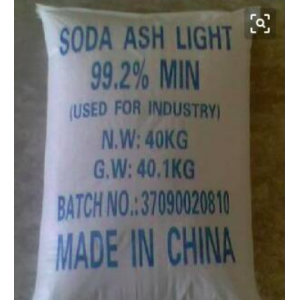 SODA ASH LIGHT
99.2% MIN
(USED FOR INDUSTRY)
N.W: 40KG
G.W: 40.1KG
BATCH NO.: 37090020810
MADE IN CHINA